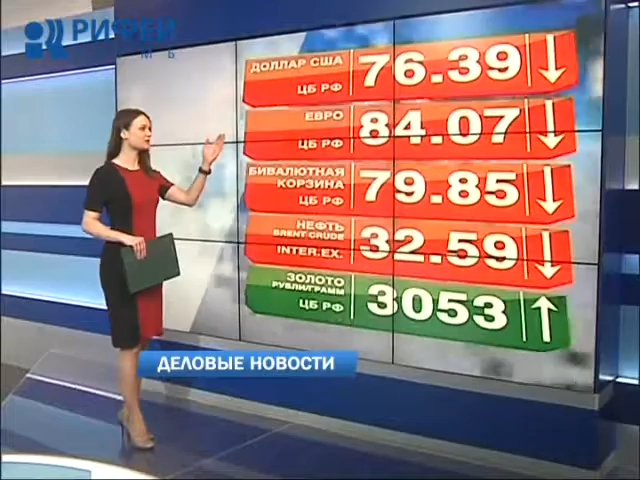 РИФЕЙ
ПЕРМЬ
ДОЛЛАР США
ЦБ РФ
76.39
ЕВРО
ЦБ РФ
84.07
БИВАЛЮТНАЯ
КОРЗИНА
ЦБ РФ
79.85
НЕФТЬ
BRENT CRUDE
INTER.EX.
32.59
ЗОЛОТО
РУБЛИ/ГРАММ
ЦБ РФ
3053
ДЕЛОВЫЕ НОВОСТИ